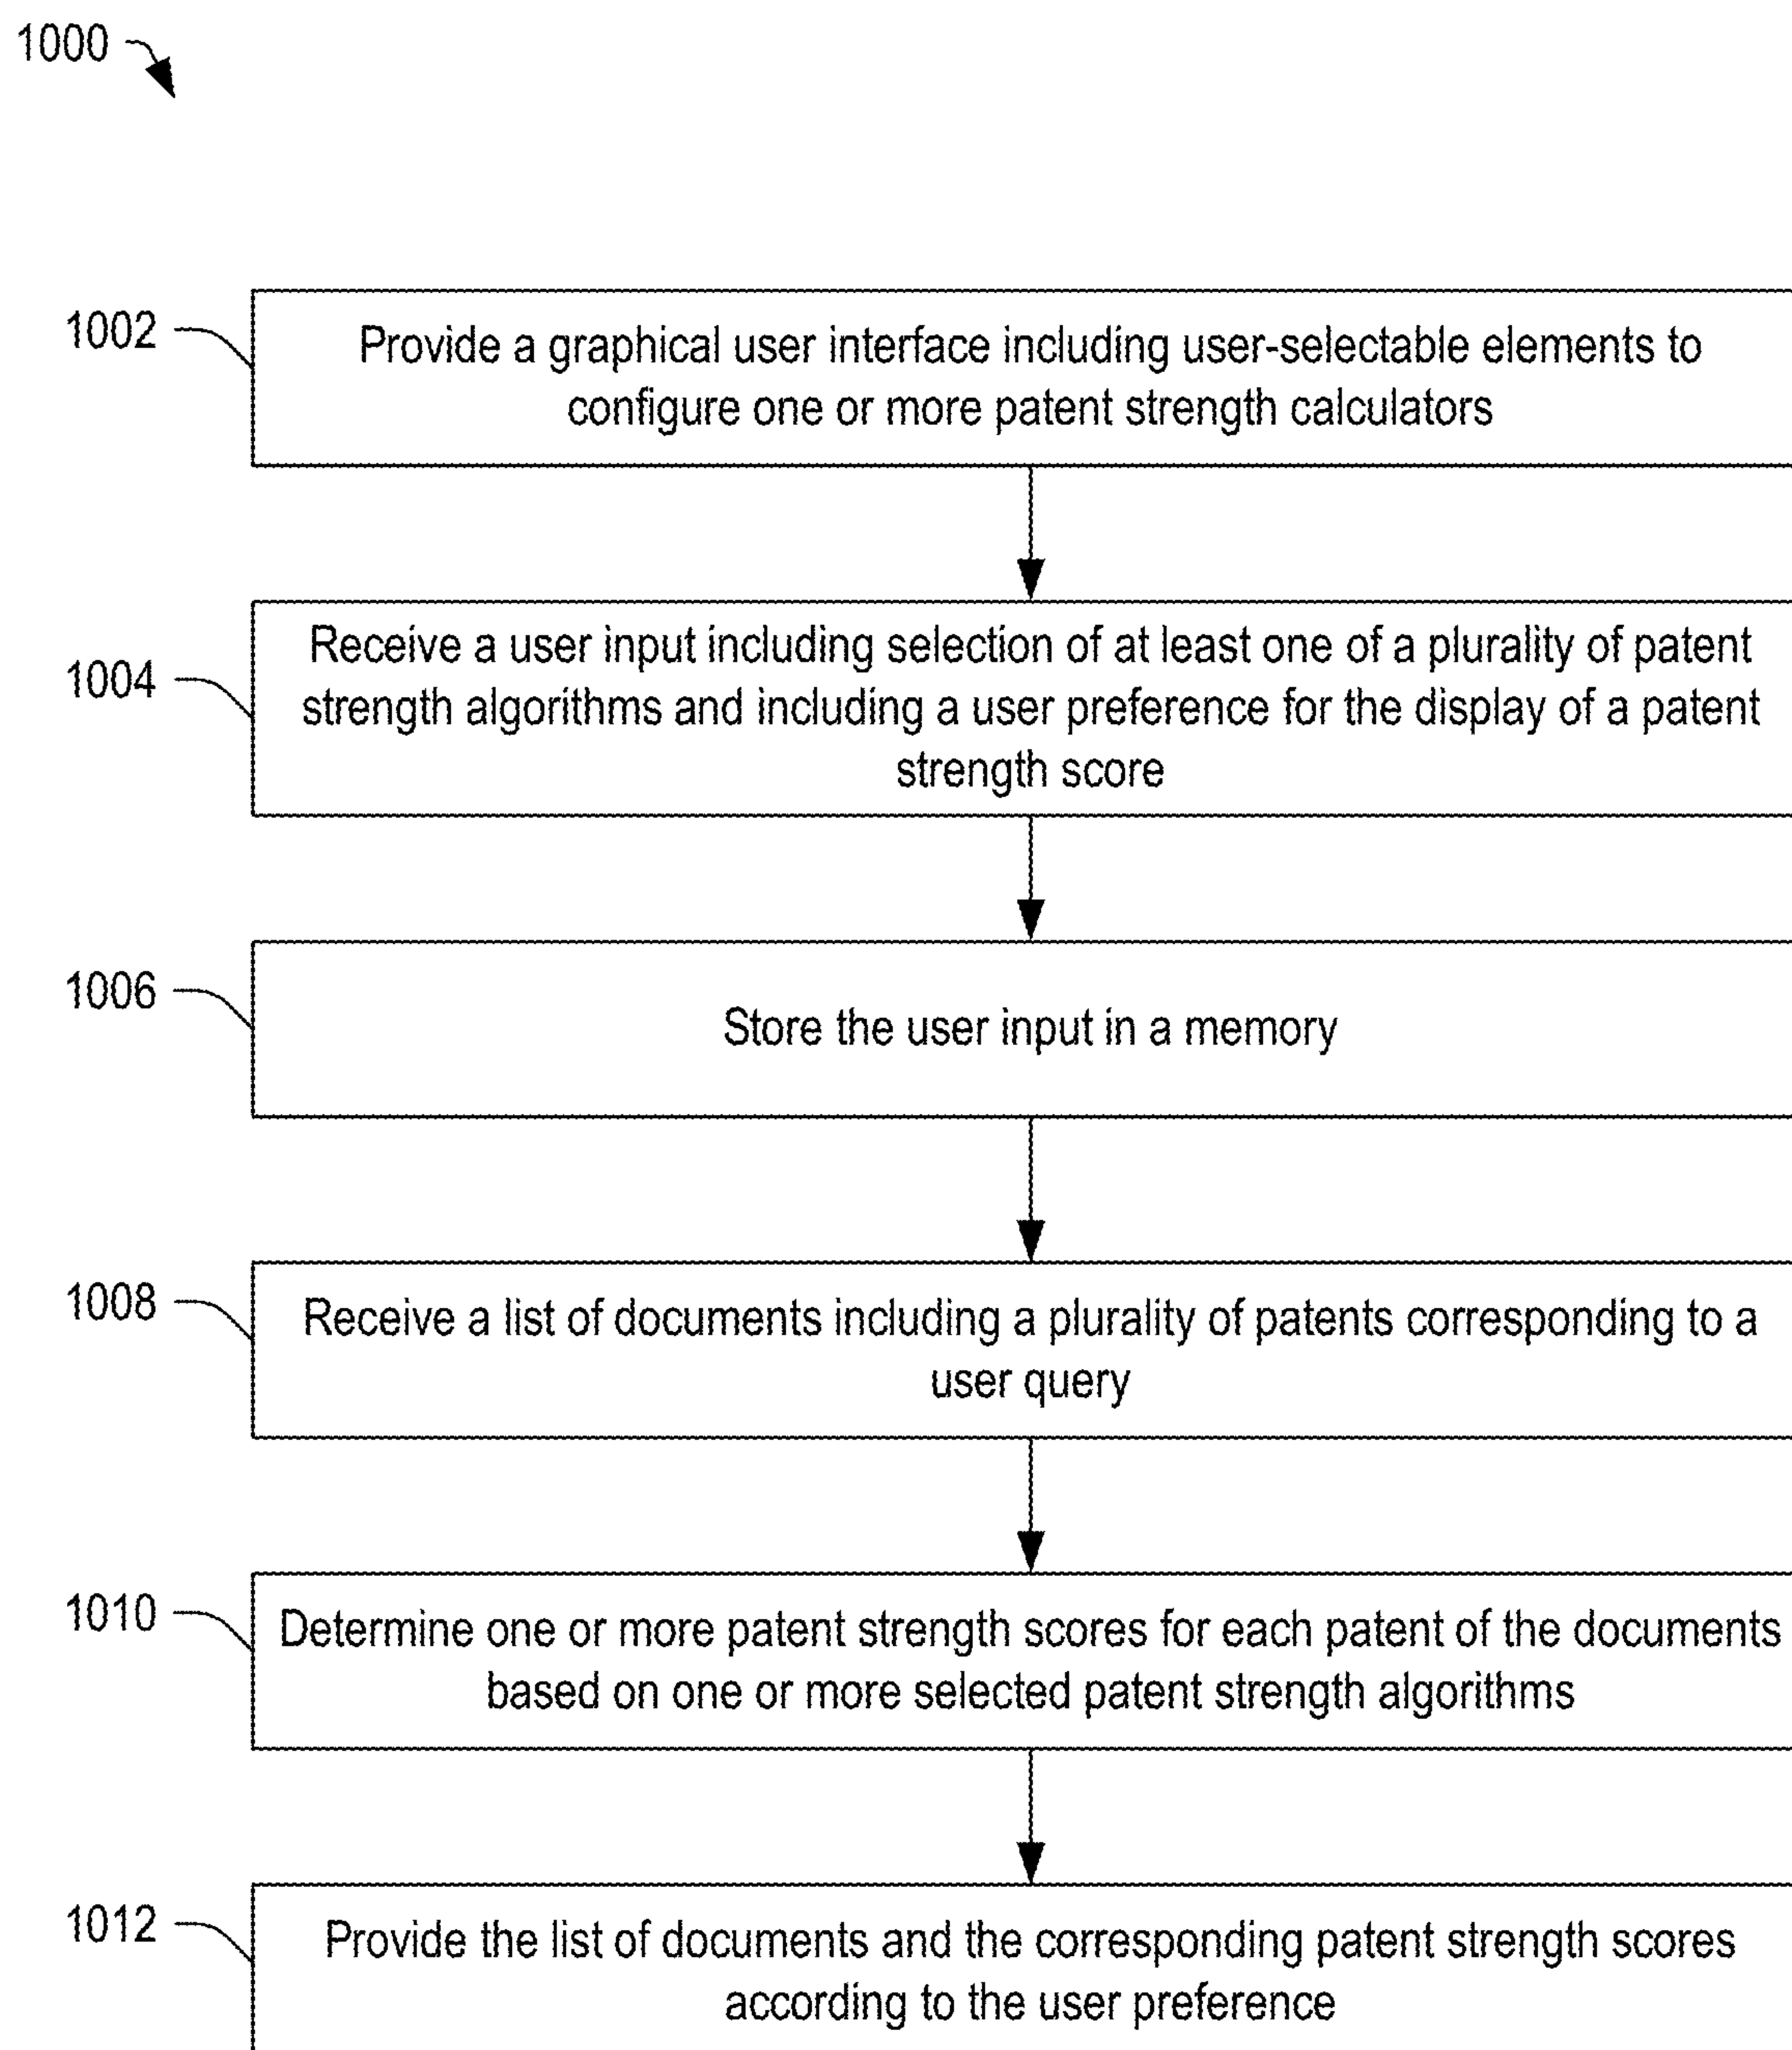 1000
1002
Provide a graphical user interface including user-selectable elements to
configure one or more patent strength calculators
1004
Receive a user input including selection of at least one of a plurality of patent
strength algorithms and including a user preference for the display of a patent
strength score
1006
Store the user input in a memory
1008
Receive a list of documents including a plurality of patents corresponding to a
user query
1010
Determine one or more patent strength scores for each patent of the documents
based on one or more selected patent strength algorithms
1012
Provide the list of documents and the corresponding patent strength scores
according to the user preference